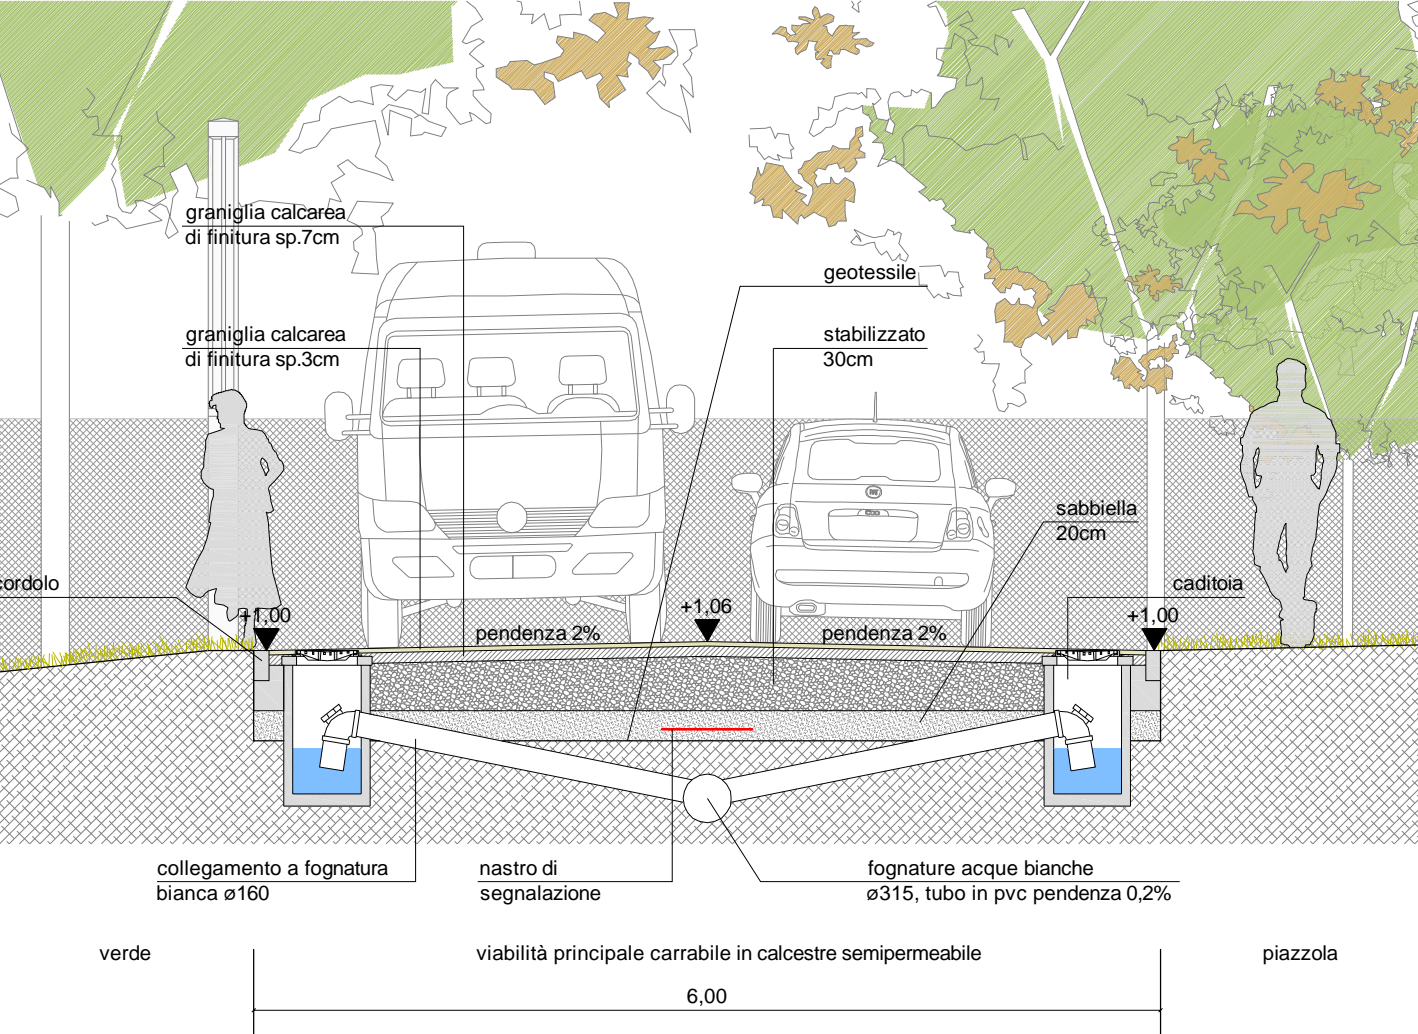 graniglia calcarea
di finitura sp.7cm
geotessile
graniglia calcarea
di finitura sp.3cm
stabilizzato
30cm
sabbiella
20cm
cordolo
caditoia
+1,00
+1,06
+1,00
pendenza 2%
pendenza 2%
collegamento a fognatura
bianca ø160
nastro di
segnalazione
fognature acque bianche
ø315, tubo in pvc pendenza 0,2%
verde
viabilità principale carrabile in calcestre semipermeabile
piazzola
6,00